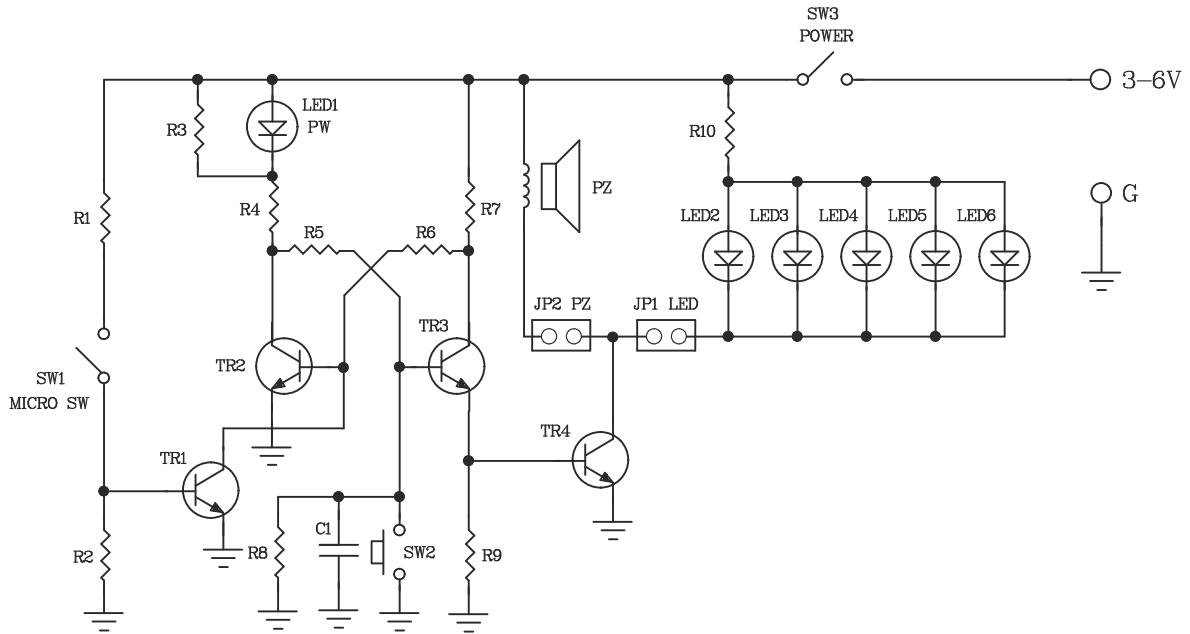 SW3
POWER
3-6V
LED1
PW
R3
R10
PZ
G
R1
R4
R5
R6
R7
LED2
LED3
LED4
LED5
LED6
JP2 PZ
JP1 LED
TR3
TR2
SW1
MICRO SW
TR4
TR1
C1
R2
R8
SW2
R9